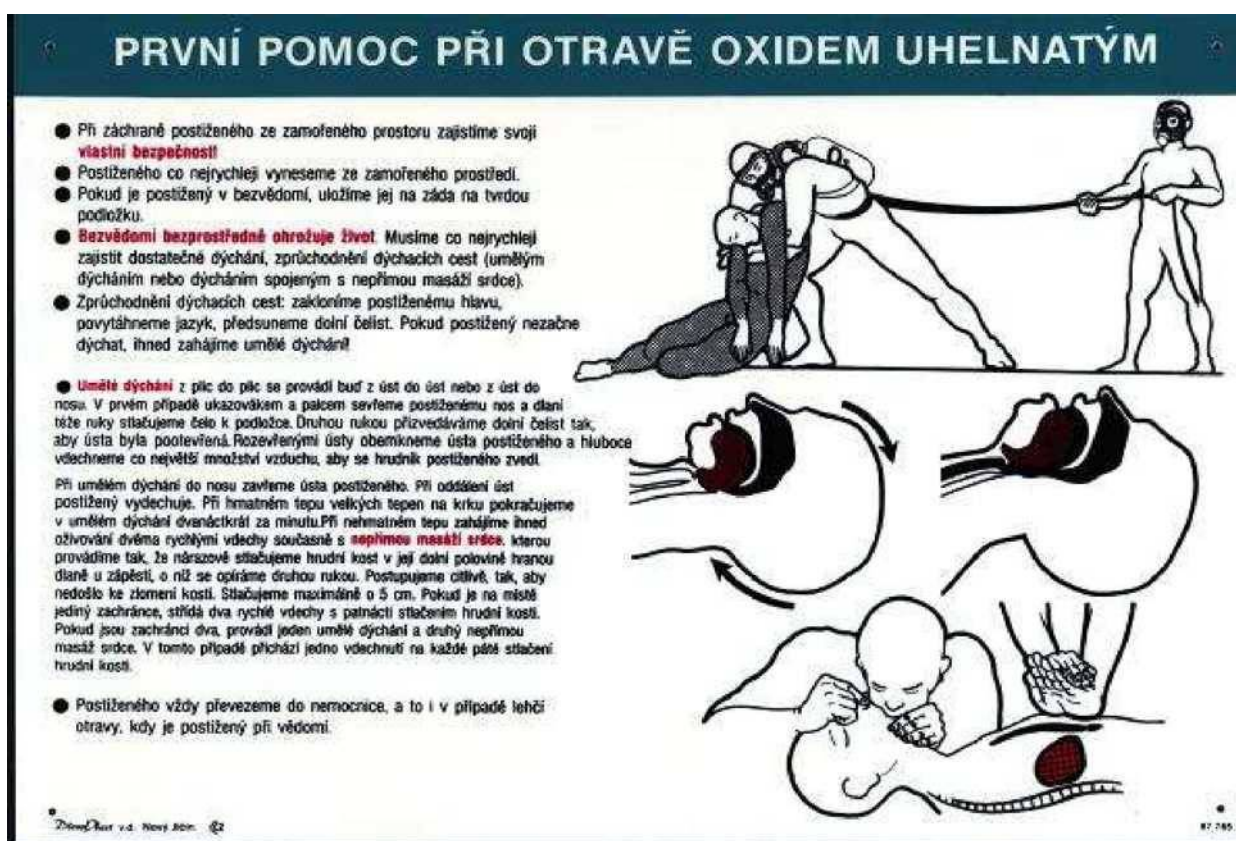 PRVNÍ POMOC PŘI OTRAVĚ OXIDEM UHELNATÝM
● Při záchraně postiženého ze zamořeného prostoru zajistíme svoji
vlastní bezpečnost!
● Postiženého co nejrychleji vyneseme ze zamořeného prostředí.
● Pokud je postižený v bezvědomí, uložíme jej na záda na tvrdou
podložku.
● Bezvědomí bezprostředně ohrožuje život. Musíme co nejrychleji
zajistit dostatečné dýchání, zprůchodnění dýchacích cest (umělým
dýcháním nebo dýcháním spojeným s nepřímou masáží srdce).
● Zprůchodnění dýchacích cest: zakloníme postiženému hlavu,
povytáhneme jazyk, předsuneme dolní čelist. Pokud postižený nezačne
dýchat, ihned zahájíme umělé dýchání!
● Umělé dýchání z plic do plic se provádí buď z úst do úst nebo z úst do
nosu. V prvém případě ukazovákem a palcem sevřeme postiženému nos a dlaní
téže ruky stlačujeme čelo k podložce. Druhou rukou přizvedáváme dolní čelist tak,
aby ústa byla pootevřená. Rozevřenými ústy obemkneme ústa postiženého a hluboce
vdechneme co největší množství vzduchu, aby se hrudník postiženého zvedl.
Při umělém dýchání do nosu zavřeme ústa postiženého. Při oddálení úst
postižený vydechuje. Při hmatném tepu velkých tepen na krku pokračujeme
v umělém dýchání dvanáctkrát za minutu. Při nehmatném tepu zahájíme ihned
oživování dvěma rychlými vdechy současně s nepřímou masáží srdce, kterou
provádíme tak, že nárazově stlačujeme hrudní kost v její dolní polovině hranou
dlaně u zápěstí, o niž se opíráme druhou rukou. Postupujeme citlivě, tak, aby
nedošlo ke zlomení kosti. Stlačujeme maximálně o 5 cm. Pokud je na místě
jediný zachránce, střídá dva rychlé vdechy s patnácti stlačením hrudní kosti.
Pokud jsou zachránci dva, provádí jeden umělé dýchání a druhý nepřímou
masáž srdce. V tomto případě přichází jedno vdechnutí na každé páté stlačení
hrudní kosti.
● Postiženého vždy převezeme do nemocnice, a to i v případě lehčí
otravy, kdy je postižený při vědomí.
v.d. Nový Jičín